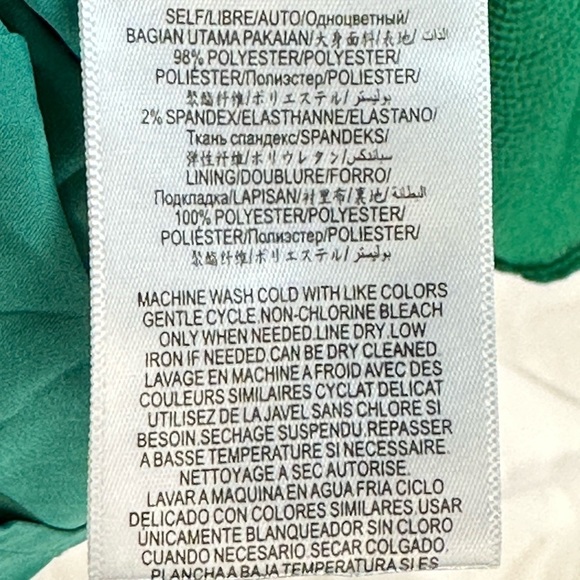 SELF/LIBRE/AUTO/Одноцветный/
BAGIAN UTAMA PAKAIAN/大身面料/表地/ الذات
98% POLYESTER/POLYESTER/
POLIÉSTER/Полиэстер/POLIESTER/
聚酯纤维/ポリエステル/ بوليستر
2% SPANDEX/ELASTHANNE/ELASTANO/
Ткань спандекс/SPANDEKS/
弹性纤维/ポリウレタン/ سباندكس
LINING/DOUBLURE/FORRO/
Подкладка/LAPISAN/衬里布/裏地/ البطانة
100% POLYESTER/POLYESTER/
POLIÉSTER/Полиэстер/POLIESTER/
聚酯纤维/ポリエステル/ بوليستر
MACHINE WASH COLD WITH LIKE COLORS
GENTLE CYCLE.NON-CHLORINE BLEACH
ONLY WHEN NEEDED.LINE DRY.LOW
IRON IF NEEDED.CAN BE DRY CLEANED.
LAVAGE EN MACHINE A FROID AVEC DES
COULEURS SIMILAIRES CYCLAT DELICAT
UTILISEZ DE LAJAVEL SANS CHLORE SI
BESOIN.SECHAGE SUSPENDU.REPASSER
A BASSE TEMPERATURE SI NECESSAIRE.
NETTOYAGE A SEC AUTORISE.
LAVAR A MAQUINA EN AGUA FRIA CICLO
DELICADO CON COLORES SIMILARES.USAR
ÚNICAMENTE BLANQUEADOR SIN CLORO
CUANDO NECESARIO.SECAR COLGADO.
PLANCHA A BAJA TEMPERATURA SI ES